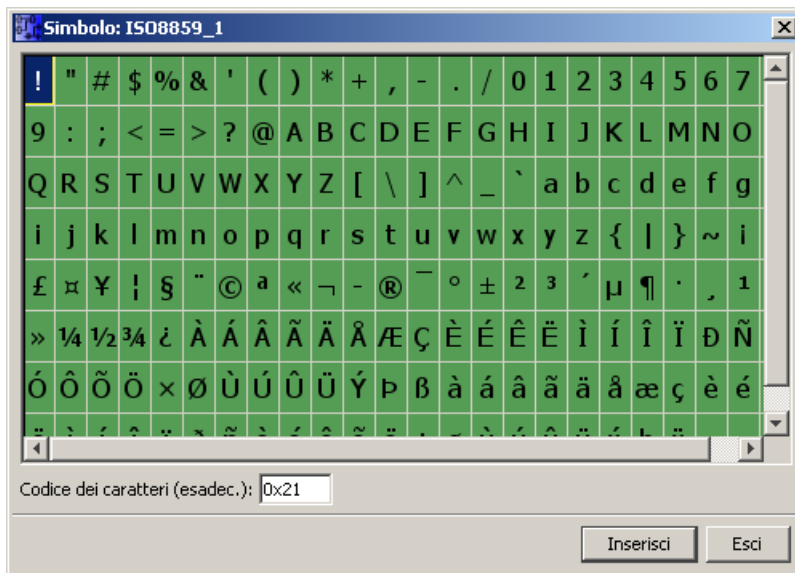 Simbolo: ISO8859_1
! " # $ % & ' ( ) * + , - . / 0 1 2 3 4 5 6 7
9 : ; < = > ? @ A B C D E F G H I J K L M N O
Q R S T U V W X Y Z [ \ ] ^ _ ` a b c d e f g
i j k l m n o p q r s t u v w x y z { | } ~ ¡
£ ¤ ¥ ¦ § ¨ © ª « ¬ - ® ¯ ° ± ² ³ ´ µ ¶ · ¸ ¹
» ¼ ½ ¾ ¿ À Á Â Ã Ä Å Æ Ç È É Ê Ë Ì Í Î Ï Ð Ñ
Ó Ô Õ Ö × Ø Ù Ú Û Ü Ý Þ ß à á â ã ä å æ ç è é
Codice dei caratteri (esadec.): 0x21
Inserisci Esci